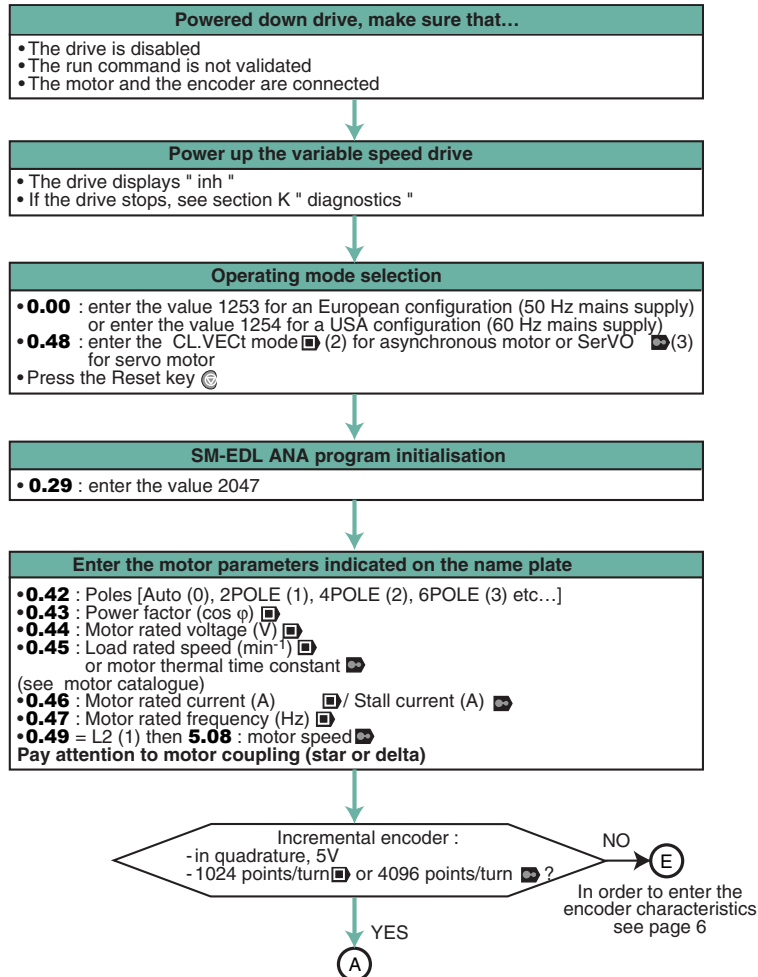 Powered down drive, make sure that…
• The drive is disabled
• The run command is not validated
• The motor and the encoder are connected
Power up the variable speed drive
• The drive displays " inh "
• If the drive stops, see section K " diagnostics "
Operating mode selection
• 0.00 : enter the value 1253 for an European configuration (50 Hz mains supply)
or enter the value 1254 for a USA configuration (60 Hz mains supply)
• 0.48 : enter the CL.VECt mode (2) for asynchronous motor or SerVO (3)
for servo motor
• Press the Reset key
SM-EDL ANA program initialisation
• 0.29 : enter the value 2047
Enter the motor parameters indicated on the name plate
• 0.42 : Poles [Auto (0), 2POLE (1), 4POLE (2), 6POLE (3) etc…]
• 0.43 : Power factor (cos φ)
• 0.44 : Motor rated voltage (V)
• 0.45 : Load rated speed (min-1)
or motor thermal time constant
(see motor catalogue)
• 0.46 : Motor rated current (A) / Stall current (A)
• 0.47 : Motor rated frequency (Hz)
• 0.49 = L2 (1) then 5.08 : motor speed
Pay attention to motor coupling (star or delta)
Incremental encoder :
- in quadrature, 5V
- 1024 points/turn or 4096 points/turn ?
NO
E
In order to enter the
encoder characteristics
see page 6
YES
A